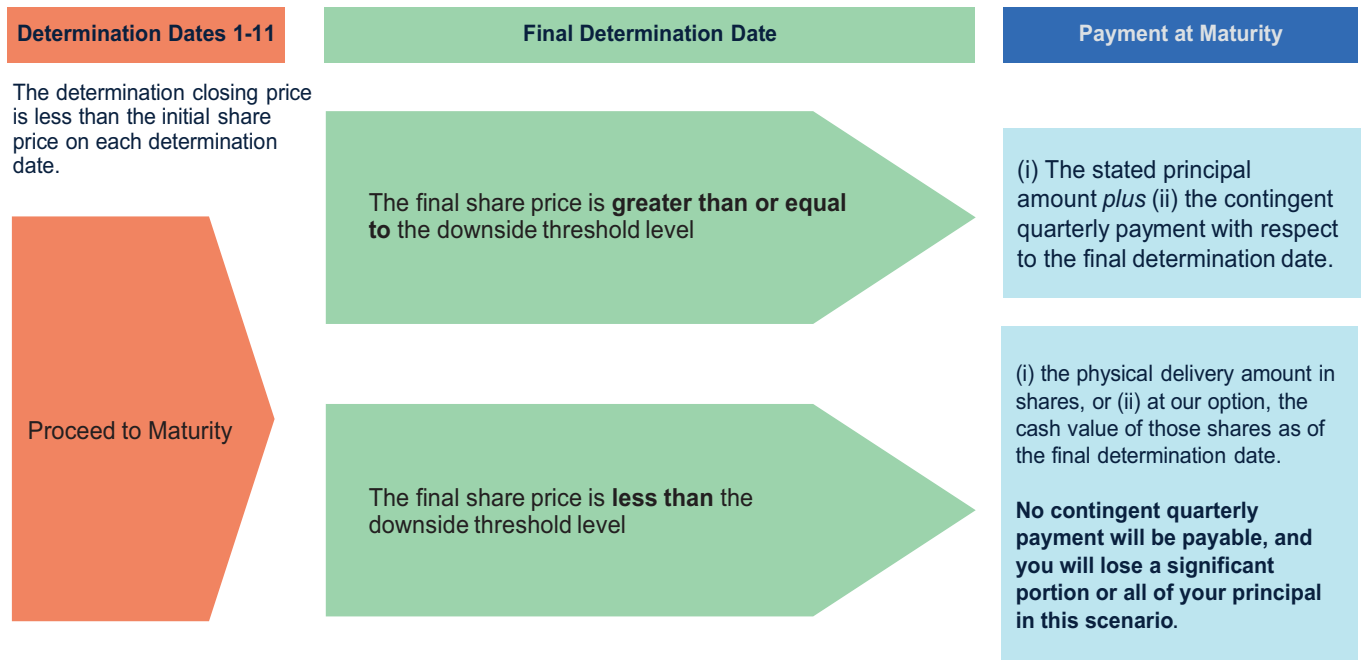 Determination Dates 1-11
Final Determination Date
Payment at Maturity
The determination closing price
is less than the initial share
price on each determination
date.
Proceed to Maturity
The final share price is greater than or equal
to the downside threshold level
(i) The stated principal
amount plus (ii) the contingent
quarterly payment with respect
to the final determination date.
The final share price is less than the
downside threshold level
(i) the physical delivery amount in
shares, or (ii) at our option, the
cash value of those shares as of
the final determination date.
No contingent quarterly
payment will be payable, and
you will lose a significant
portion or all of your principal
in this scenario.